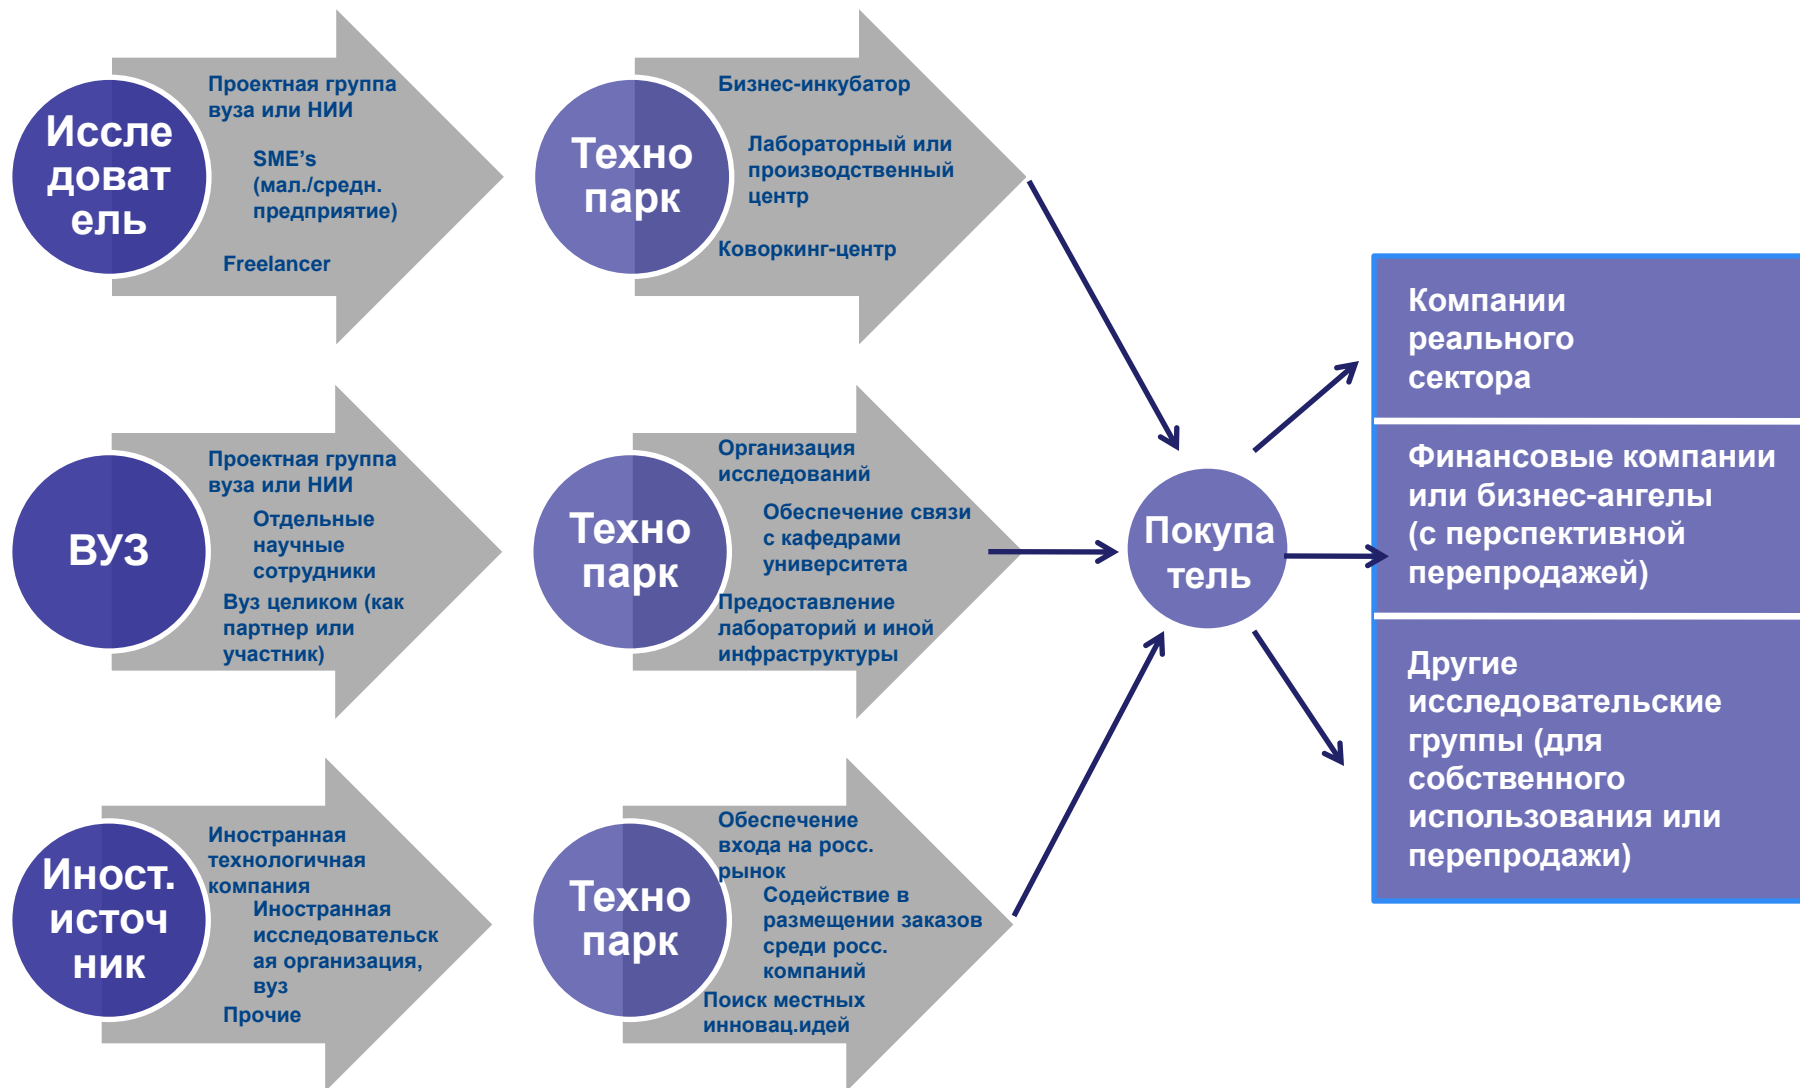 Иссле
доват
ель
Проектная группа
вуза или НИИ
SME’s
(мал./средн.
предприятие)
Freelancer
Техно
парк
Бизнес-инкубатор
Лабораторный или
производственный
центр
Коворкинг-центр
ВУЗ
Проектная группа
вуза или НИИ
Отдельные
научные
сотрудники
Вуз целиком (как
партнер или
участник)
Техно
парк
Организация
исследований
Обеспечение связи
с кафедрами
университета
Предоставление
лабораторий и иной
инфраструктуры
Иност.
источ
ник
Иностранная
технологичная
компания
Иностранная
исследовательск
ая организация,
вуз
Прочие
Техно
парк
Обеспечение
входа на росс.
рынок
Содействие в
размещении заказов
среди росс.
компаний
Поиск местных
инновац.идей
Покупа
тель
Компании
реального
сектора
Финансовые компании
или бизнес-ангелы
(с перспективной
перепродажей)
Другие
исследовательские
группы (для
собственного
использования или
перепродажи)